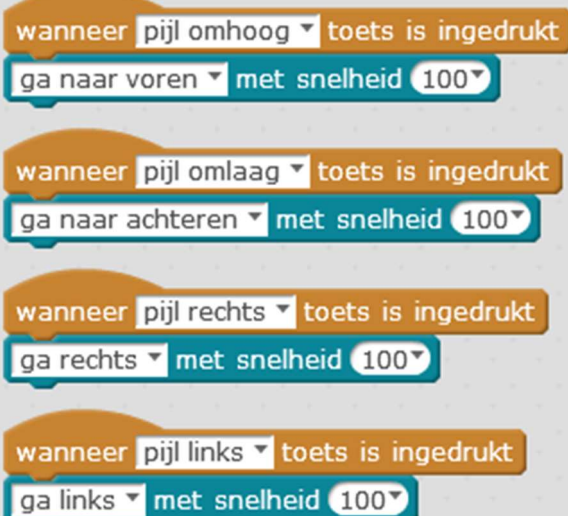 wanneer pijl omhoog toets is ingedrukt
ga naar voren met snelheid 100
wanneer pijl omlaag toets is ingedrukt
ga naar achteren met snelheid 100
wanneer pijl rechts toets is ingedrukt
ga rechts met snelheid 100
wanneer pijl links toets is ingedrukt
ga links met snelheid 100